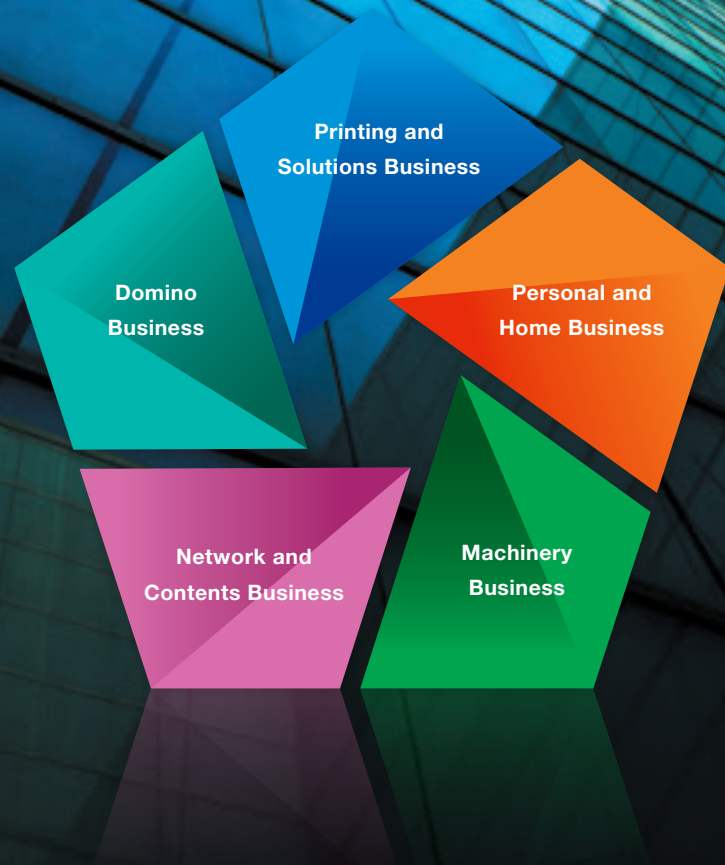 Printing and
Solutions Business
Domino
Business
Personal and
Home Business
Network and
Contents Business
Machinery
Business